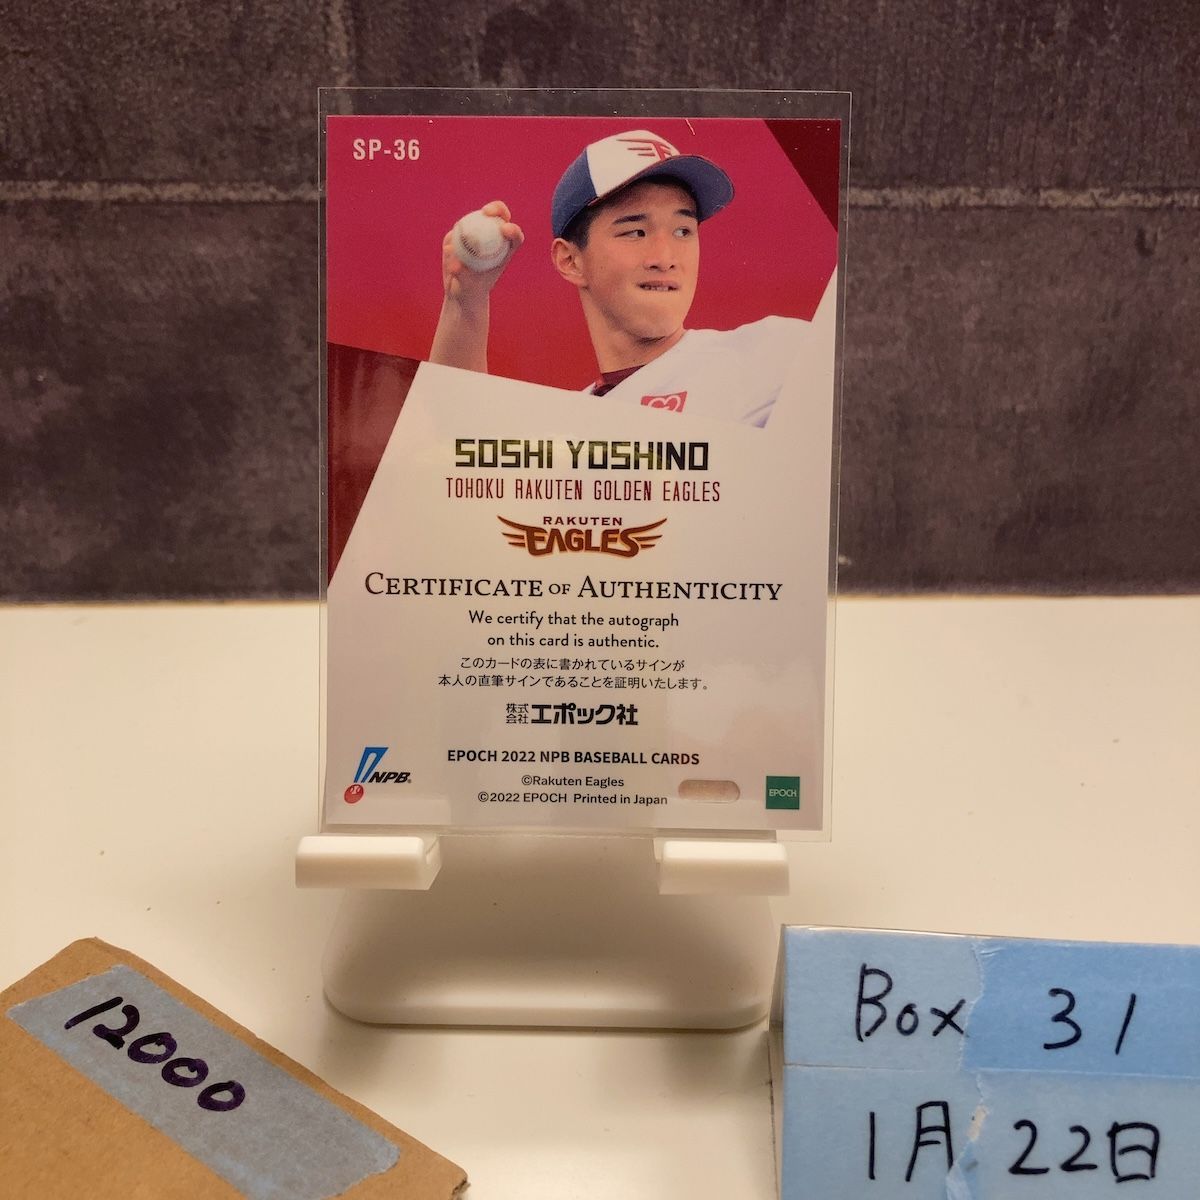 SP-36
SOSHI YOSHINO
TOHOKU RAKUTEN GOLDEN EAGLES
RAKUTEN
EAGLES
CERTIFICATE OF AUTHENTICITY
We certify that the autograph
on this card is authentic.
このカードの表に書かれているサインが
本人の直筆サインであることを証明いたします。
株式会社エポック社
EPOCH 2022 NPB BASEBALL CARDS
©Rakuten Eagles
©2022 EPOCH Printed in Japan
NPB
EPOCH
12000
Box 31
1月22日